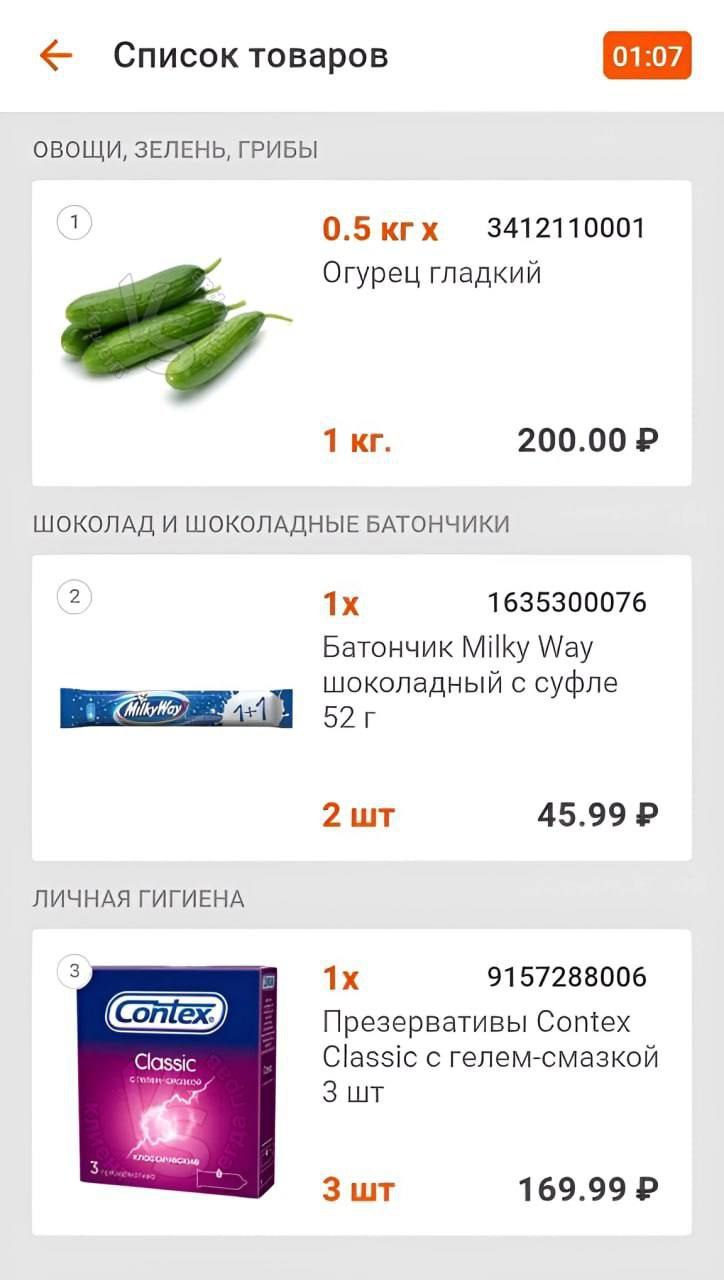 Список товаров
01:07
ОВОЩИ, ЗЕЛЕНЬ, ГРИБЫ
1
0.5 кг x 3412110001
Огурец гладкий
1 кг. 200.00 ₽
ШОКОЛАД И ШОКОЛАДНЫЕ БАТОНЧИКИ
2
1x 1635300076
Батончик Milky Way
шоколадный с суфле
52 г
MilkyWay 1+1
2 шт 45.99 ₽
ЛИЧНАЯ ГИГИЕНА
3
1x 9157288006
Презервативы Contex
Classic с гелем-смазкой
3 шт
Contex
Classic
с гелем-смазкой
классические
3
3 шт 169.99 ₽